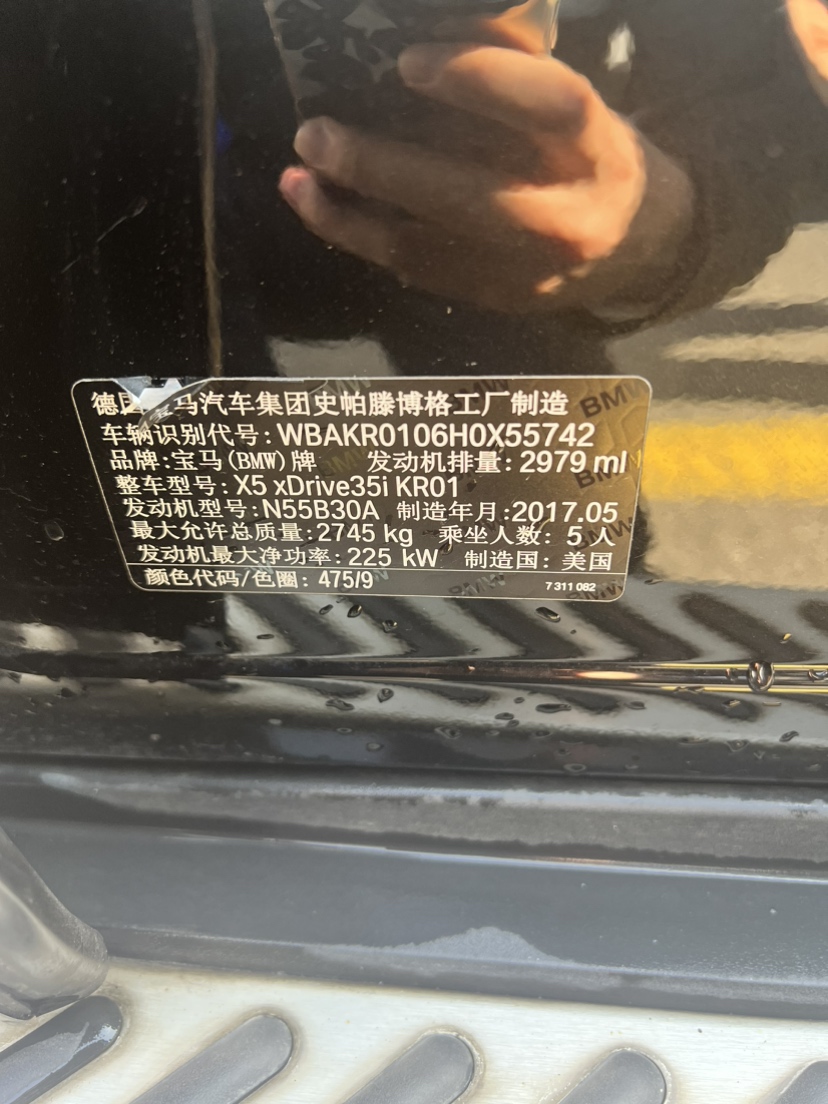 德国宝马汽车集团史帕滕博格工厂制造
车辆识别代号：WBAKR0106H0X55742
品牌：宝马(BMW)牌 发动机排量：2979 ml
整车型号：X5 xDrive35i KR01
发动机型号：N55B30A 制造年月：2017.05
最大允许总质量：2745 kg 乘坐人数：5人
发动机最大净功率：225 kW 制造国：美国
颜色代码/色圈：475/9 7 311 082